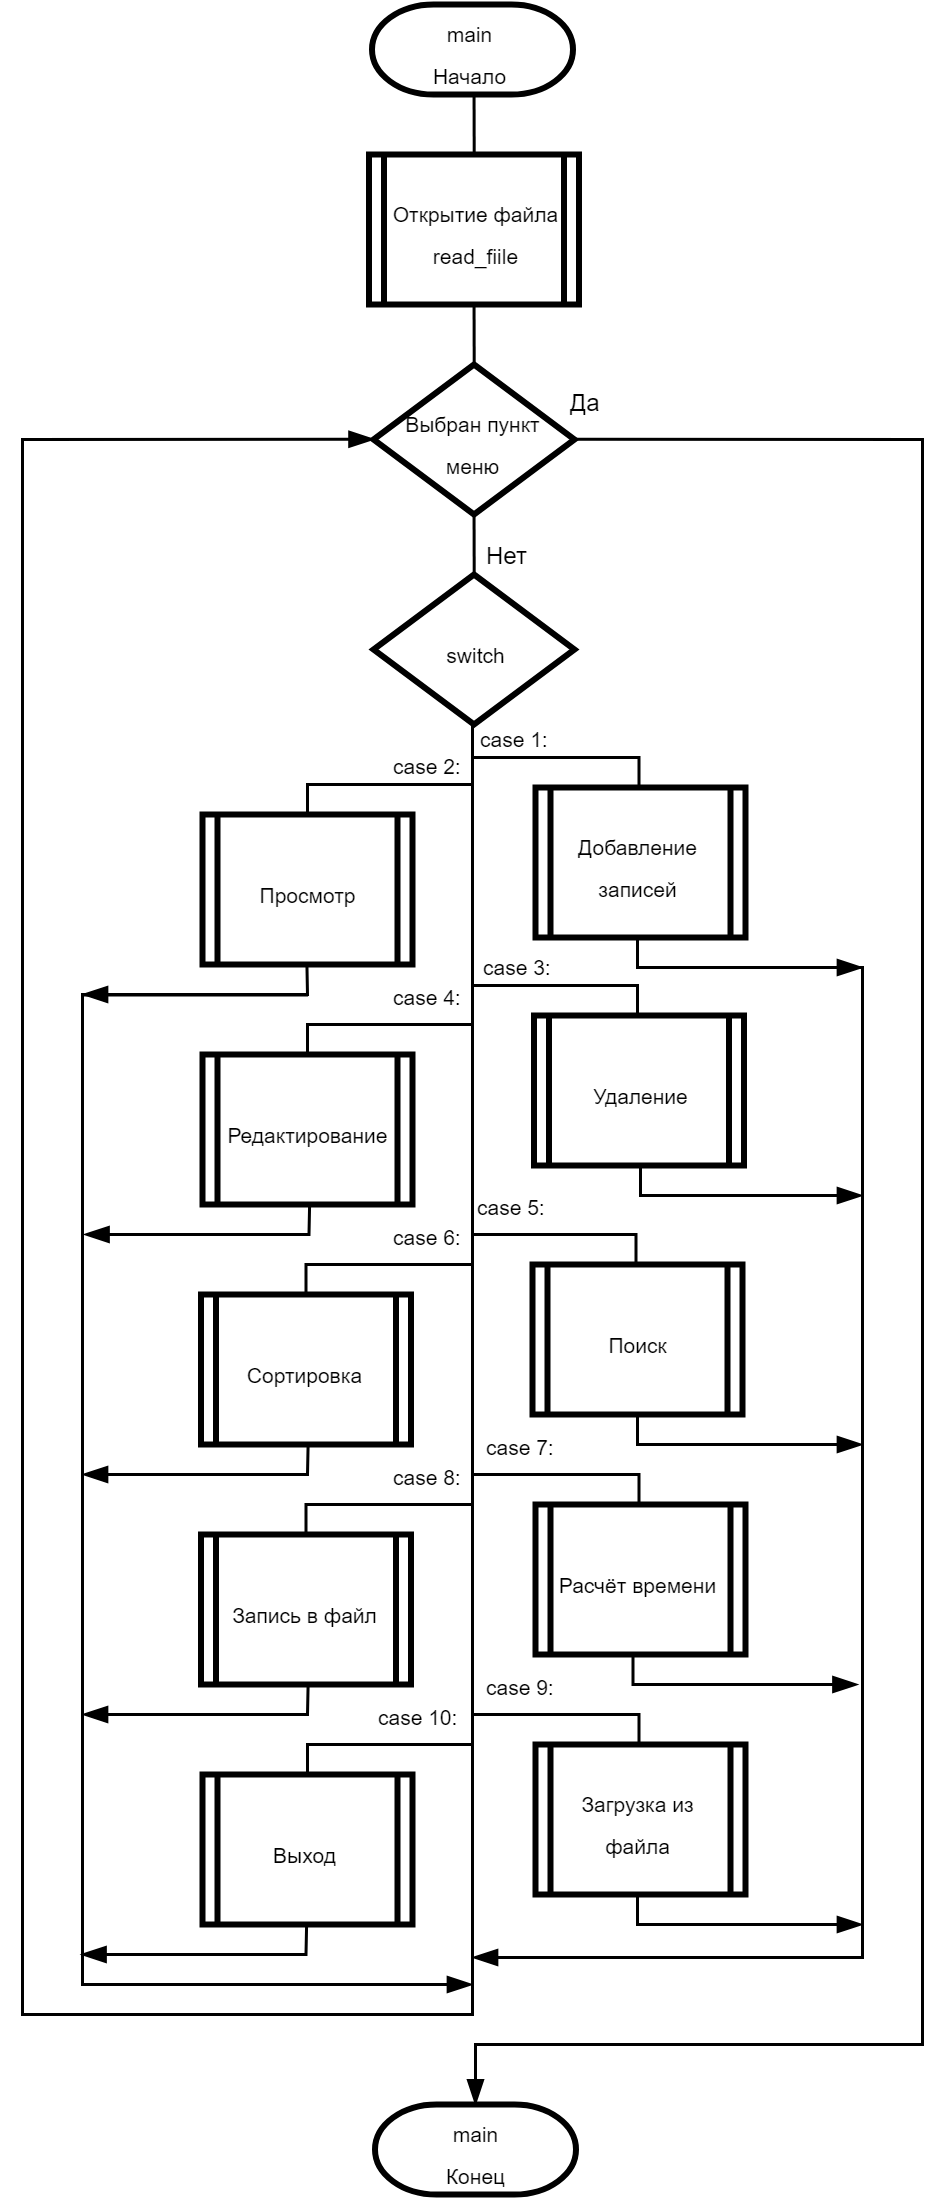 main
Начало
Открытие файла
read_fiile
Да
Выбран пункт
меню
Нет
switch
case 1:
case 2:
Добавление
записей
Просмотр
case 3:
case 4:
Удаление
Редактирование
case 5:
case 6:
Поиск
Сортировка
case 7:
case 8:
Расчёт времени
Запись в файл
case 9:
case 10:
Загрузка из
файла
Выход
main
Конец